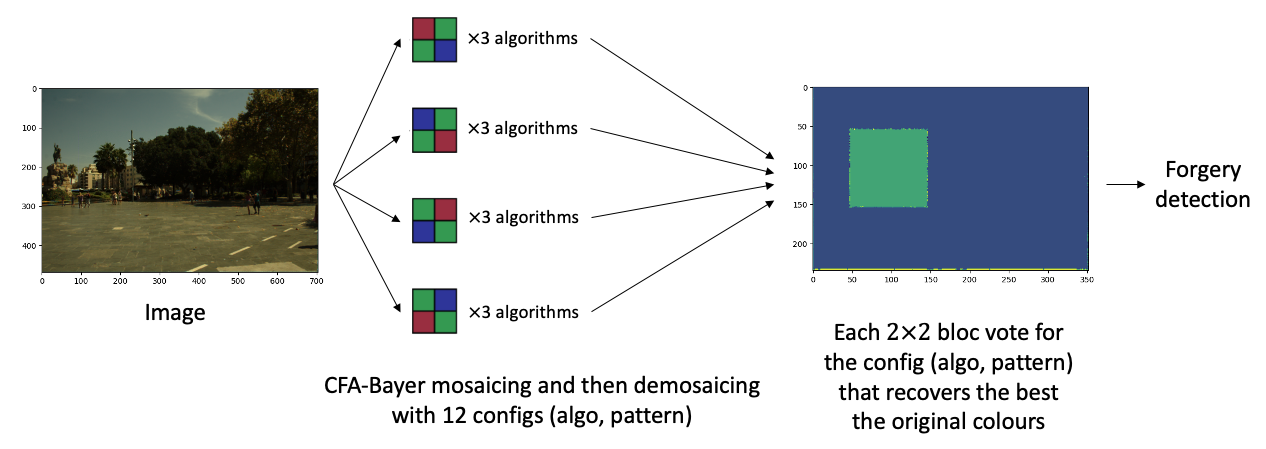 ×3 algorithms
×3 algorithms
×3 algorithms
×3 algorithms
0
100
200
300
400
0 100 200 300 400 500 600 700
Image
CFA-Bayer mosaicing and then demosaicing
with 12 configs (algo, pattern)
0
50
100
150
200
0 50 100 150 200 250 300 350
Each 2×2 bloc vote for
the config (algo, pattern)
that recovers the best
the original colours
Forgery
detection